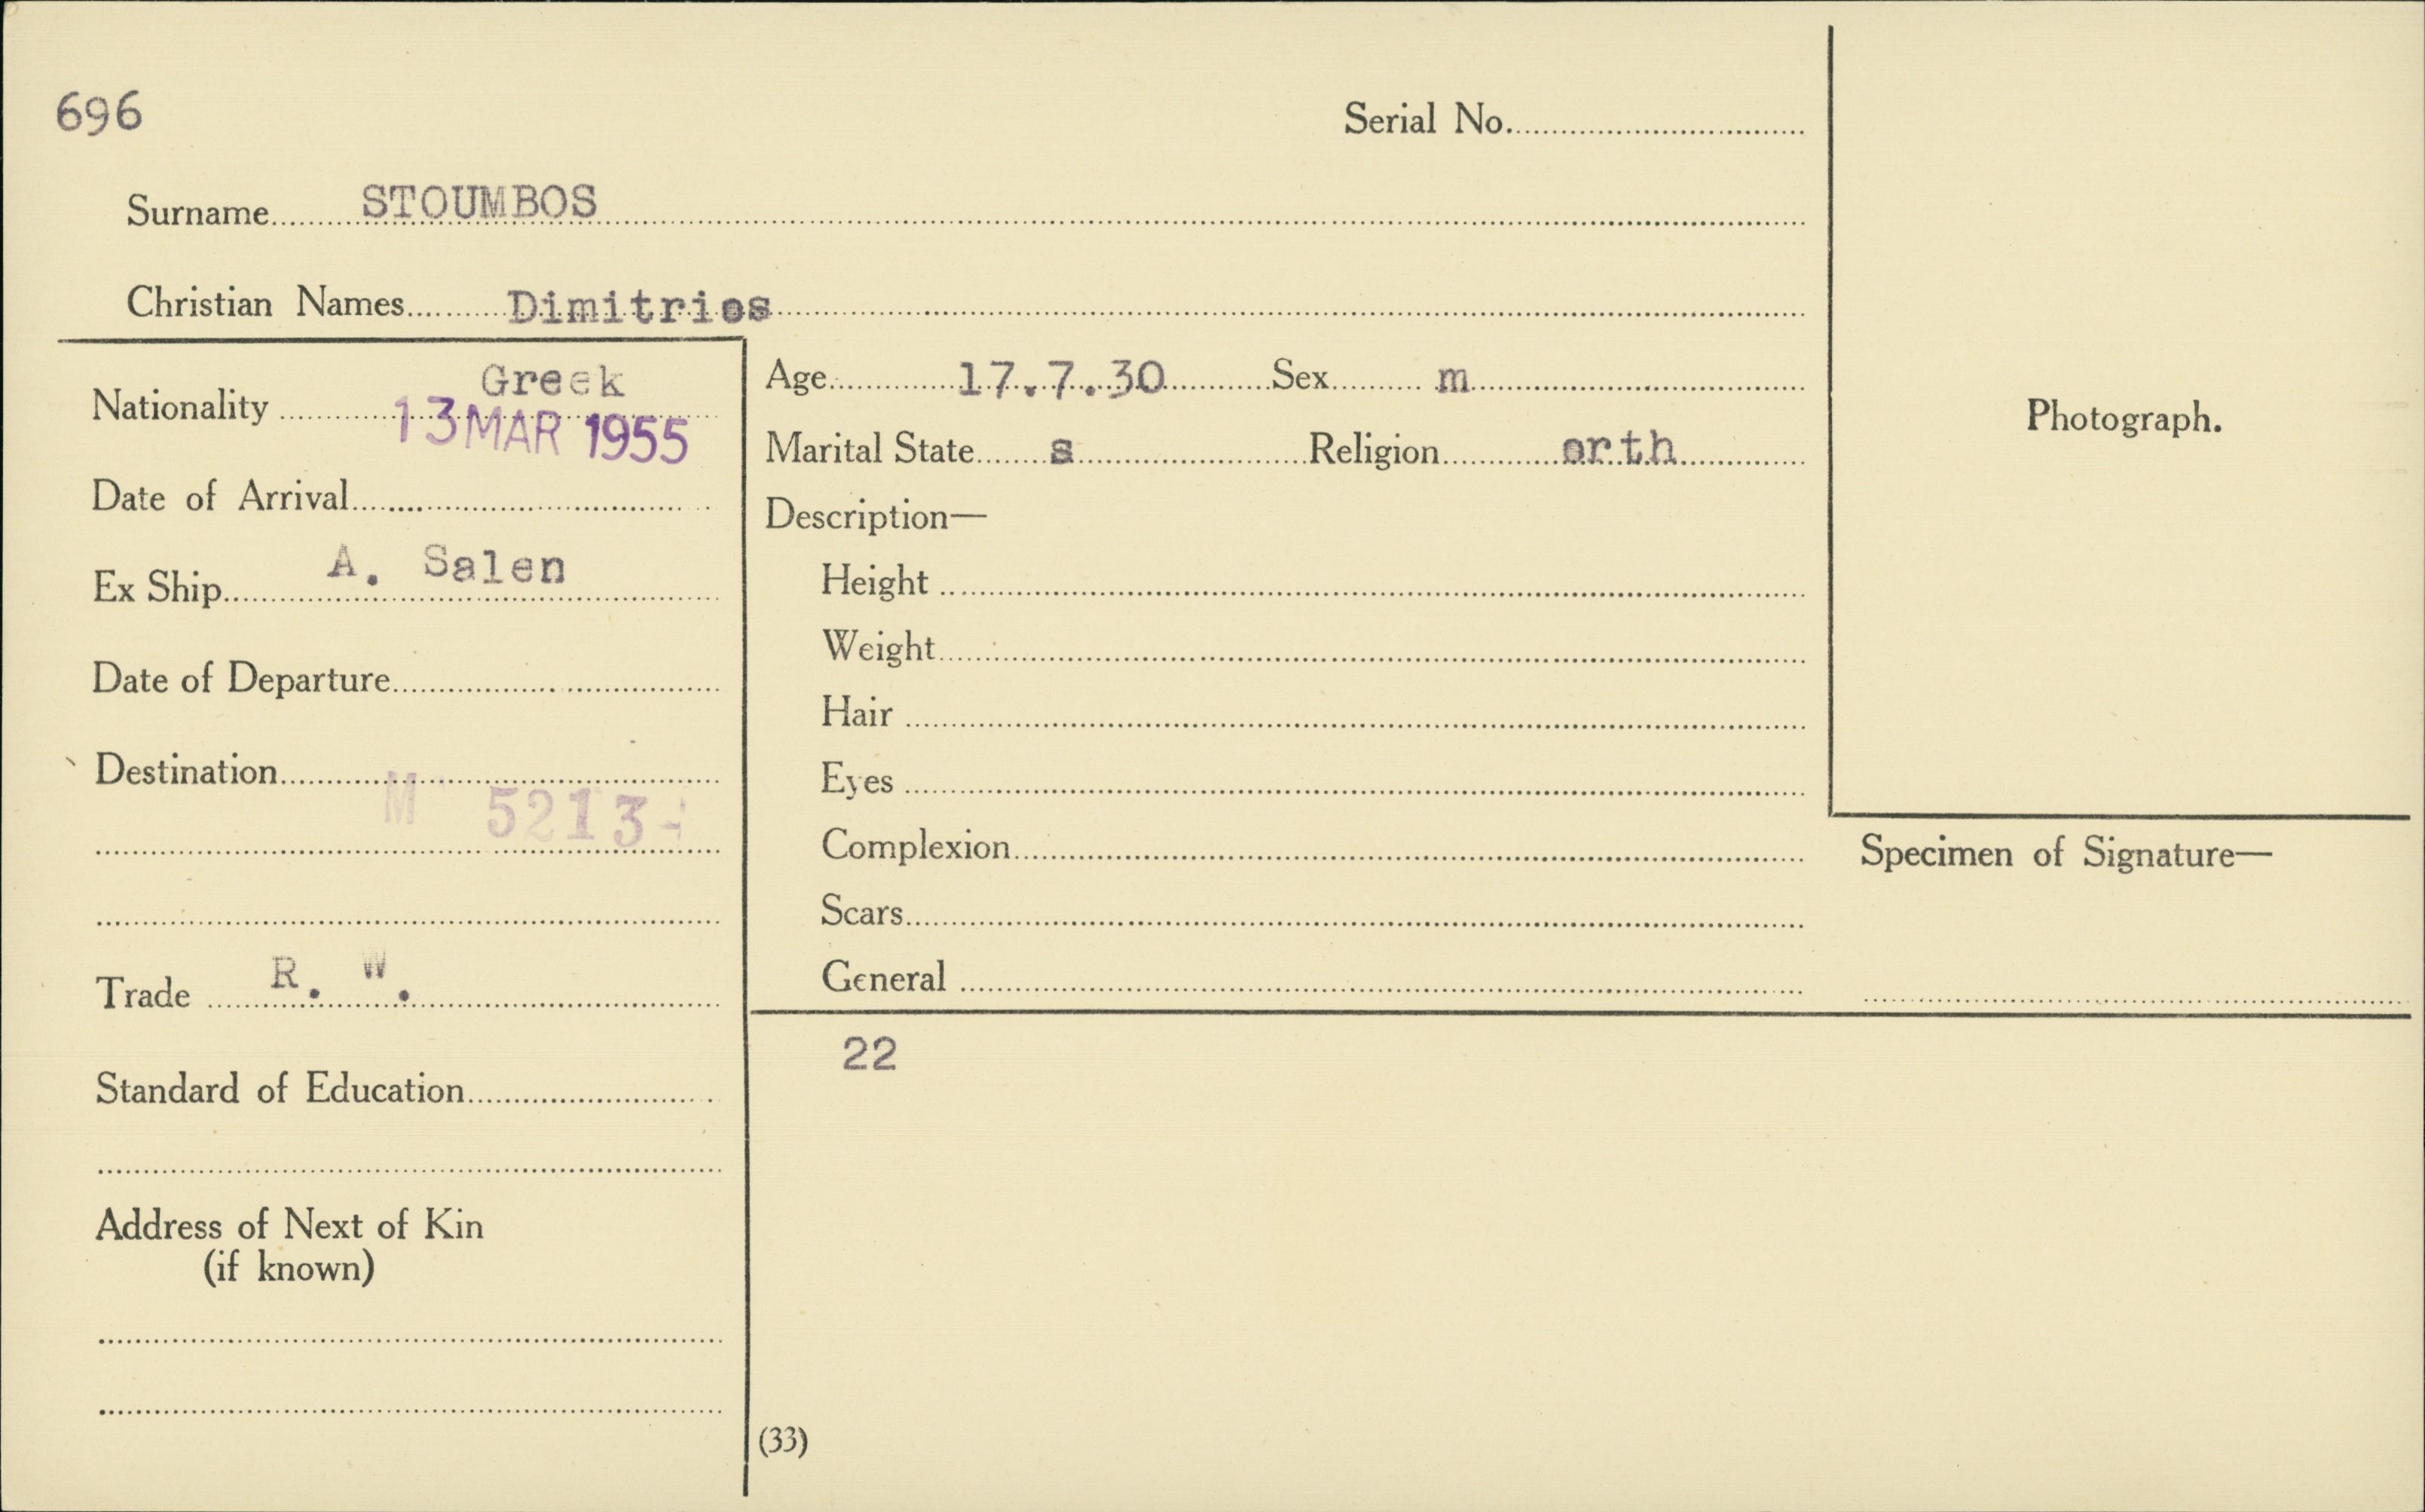 696
Serial No.
Surname STOUMBOS
Christian Names Dimitrios
Nationality Greek
13 MAR 1955
Date of Arrival
Ex Ship A. Salen
Date of Departure
Destination
M 5213
Trade R. W.
Standard of Education
Address of Next of Kin
(if known)
Age 17.7.30 Sex m
Marital State s Religion orth
Description—
Height
Weight
Hair
Eyes
Complexion
Scars
General
22
(33)
Photograph.
Specimen of Signature—